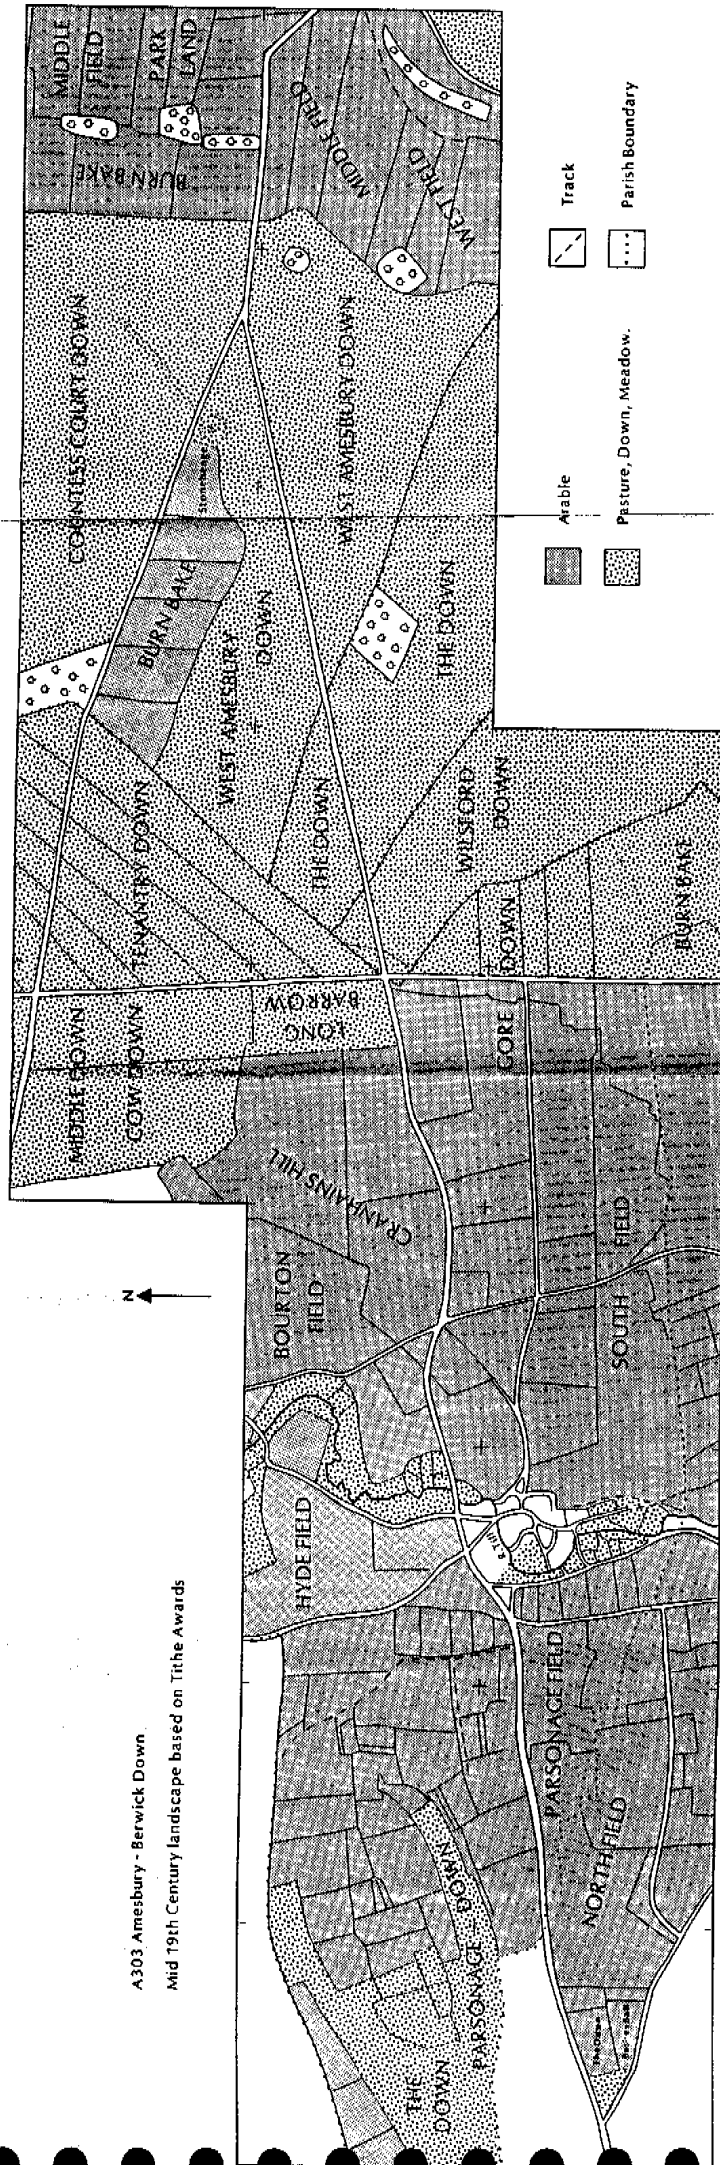 A303 Amesbury - Berwick Down
Mid 19th Century landscape based on Tithe Awards
N
THE
DOWN
PARSONAGE DOWN
NORTH FIELD
PARSONAGE FIELD
HYDE FIELD
BOURTON
FIELD
CRANHAINS HILL
SOUTH
FIELD
GORE
DOWN
MIDDLE DOWN
COW DOWN
LONG
BARROW
TENANTRY DOWN
THE DOWN
WILSFORD
DOWN
BURN BAKE
WEST AMESBURY
DOWN
BURN BAKE
Stonehenge
THE DOWN
COUNTESS COURT DOWN
WEST AMESBURY DOWN
BURN BAKE
MIDDLE
FIELD
PARK
LAND
MIDDLE FIELD
WEST FIELD
Arable
Pasture, Down, Meadow.
Track
Parish Boundary